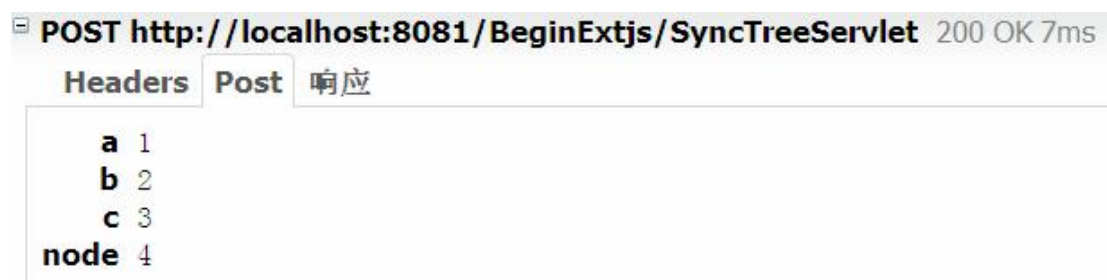 POST http://localhost:8081/BeginExtjs/SyncTreeServlet 200 OK 7ms
Headers Post 响应
a 1
b 2
c 3
node 4